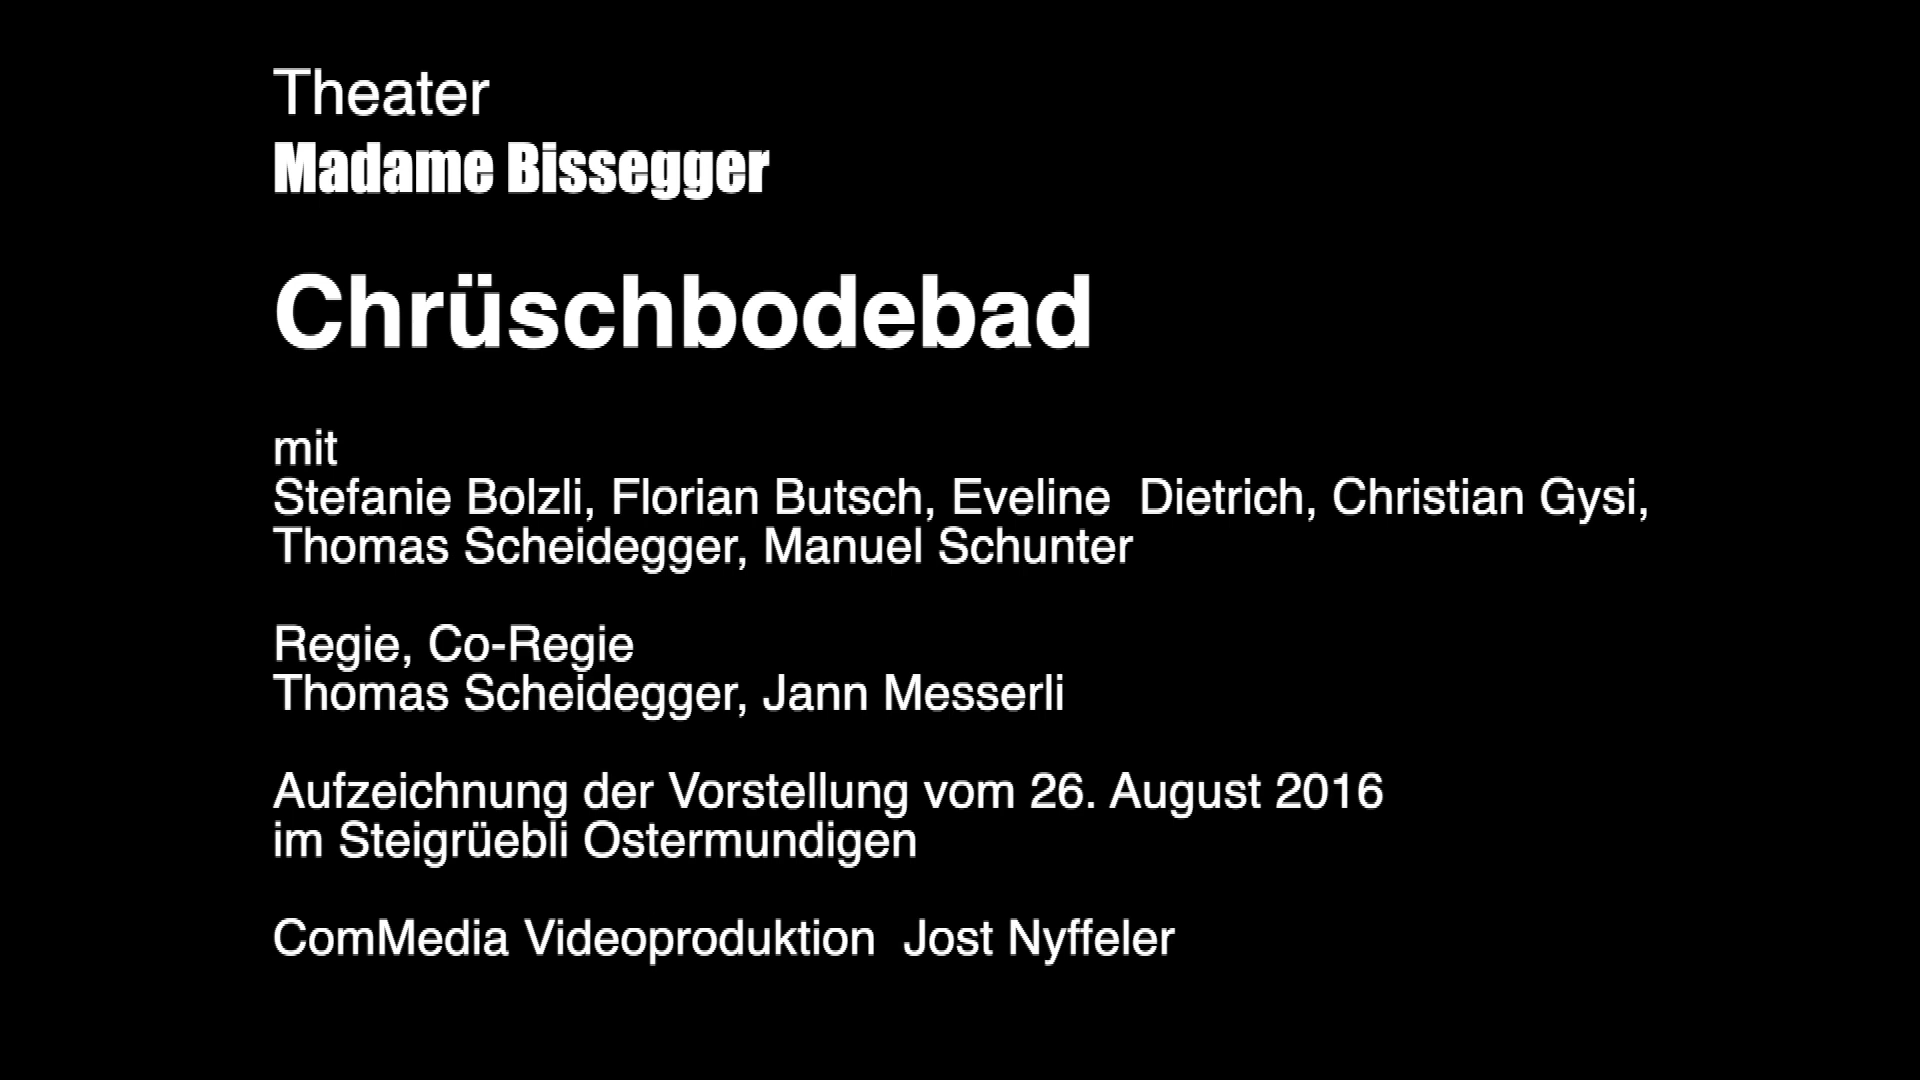 Theater
Madame Bissegger
Chrüschbodebad
mit
Stefanie Bolzli, Florian Butsch, Eveline  Dietrich, Christian Gysi,
Thomas Scheidegger, Manuel Schunter
Regie, Co-Regie
Thomas Scheidegger, Jann Messerli
Aufzeichnung der Vorstellung vom 26. August 2016
im Steigrüebli Ostermundigen
ComMedia Videoproduktion  Jost Nyffeler